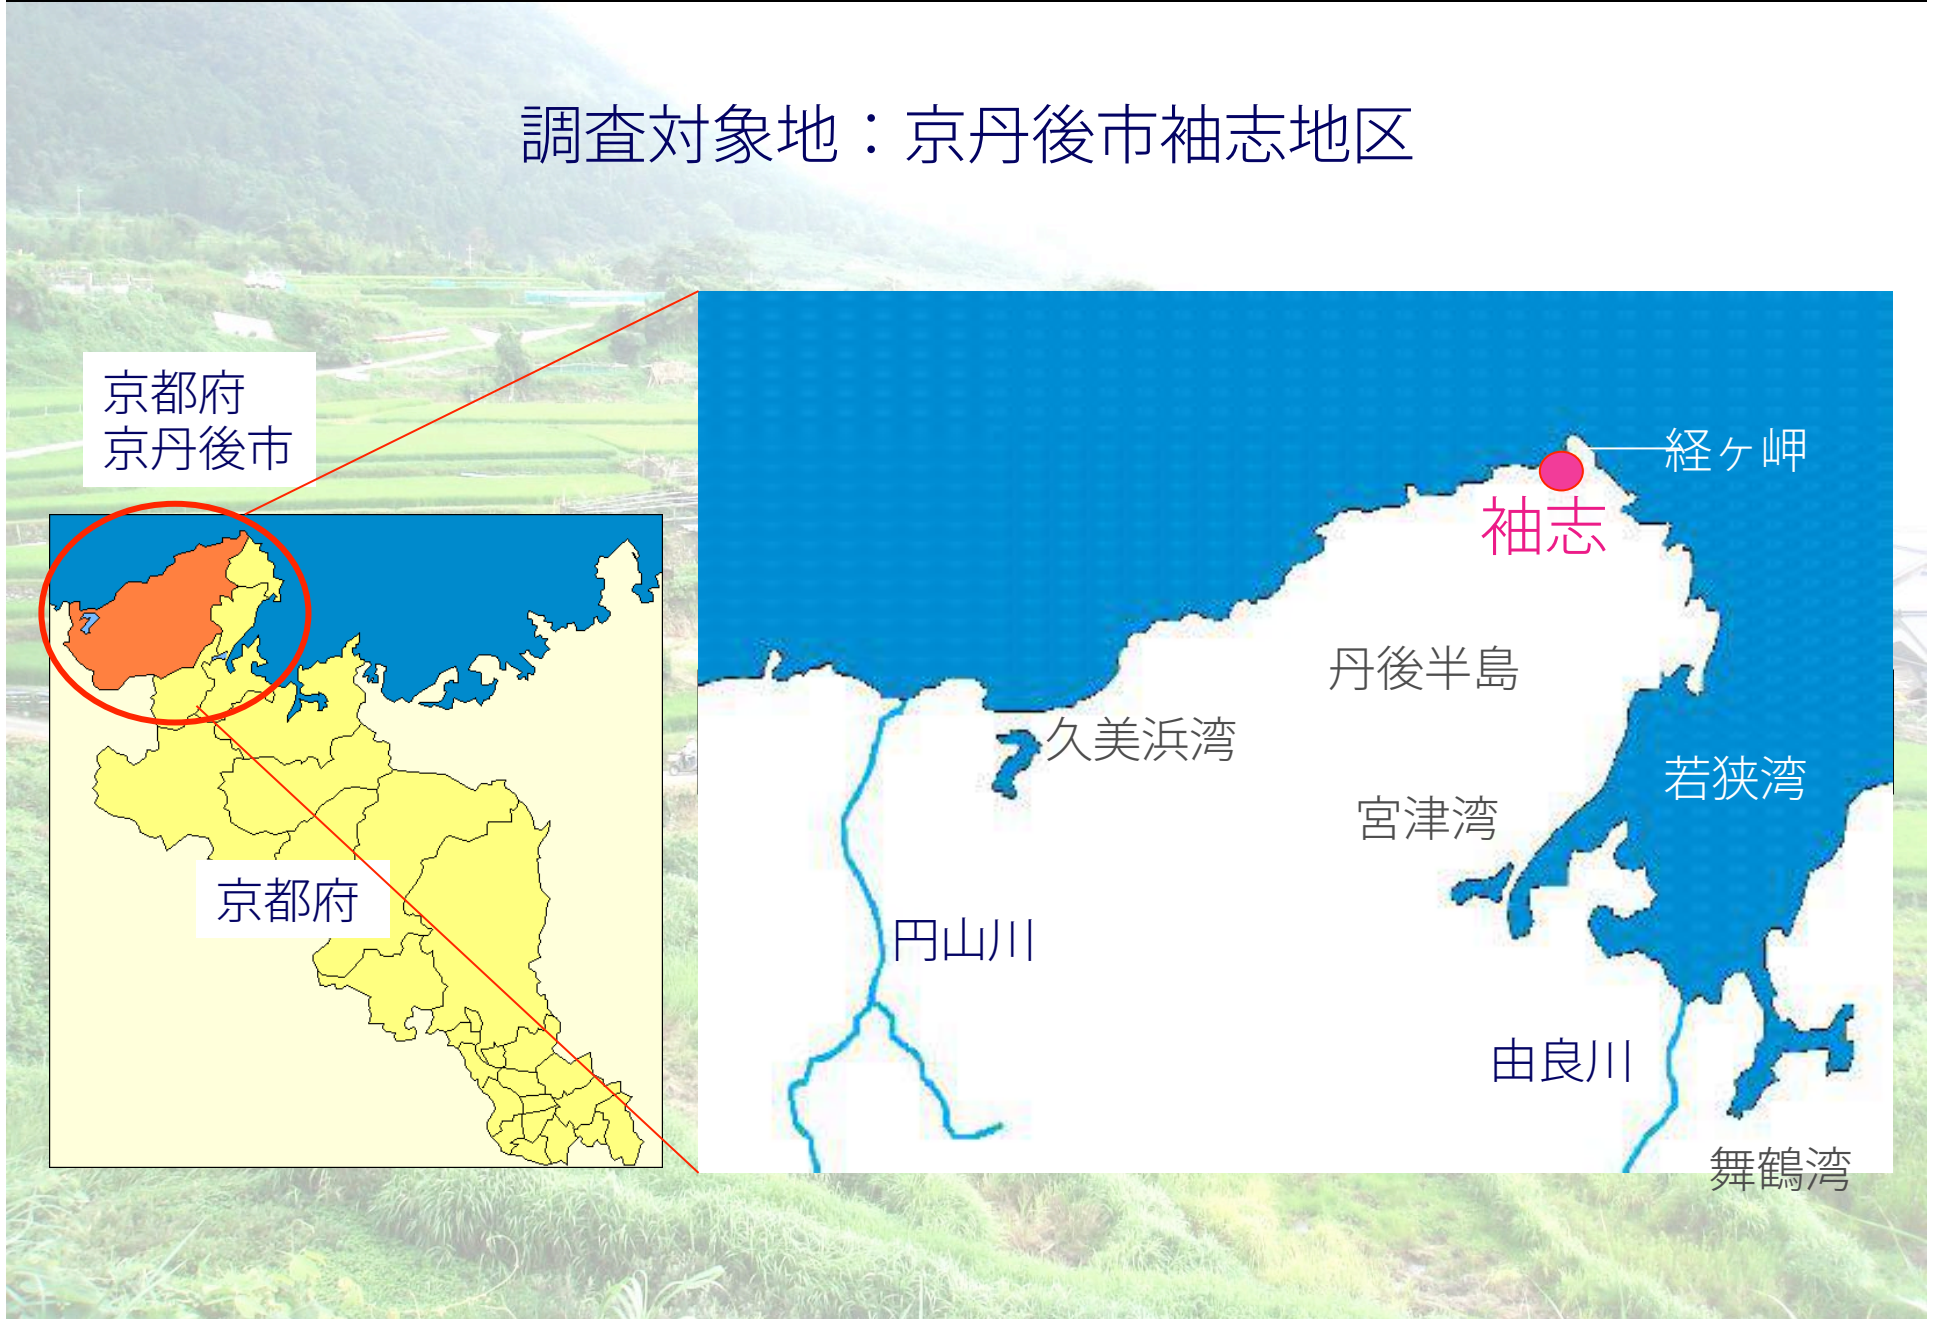 調査対象地：京丹後市袖志地区
京都府
京丹後市
経ヶ岬
袖志
丹後半島
久美浜湾
若狭湾
宮津湾
京都府
円山川
由良川
舞鶴湾